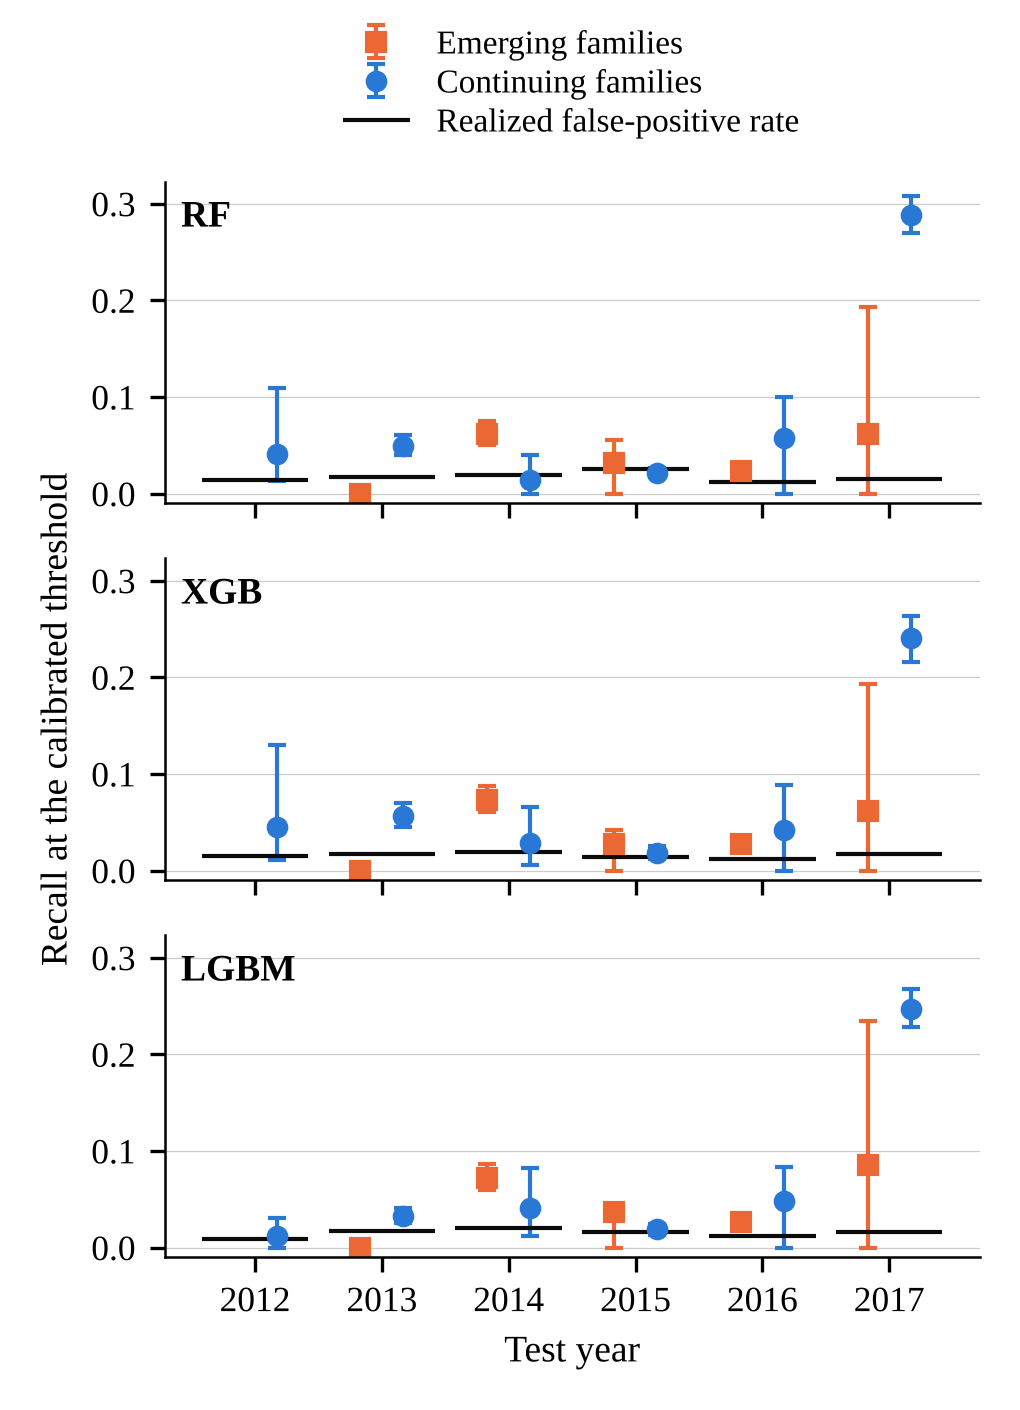 Emerging families
Continuing families
Realized false-positive rate
Recall at the calibrated threshold
RF
0.3
0.2
0.1
0.0
XGB
0.3
0.2
0.1
0.0
LGBM
0.3
0.2
0.1
0.0
2012 2013 2014 2015 2016 2017
Test year